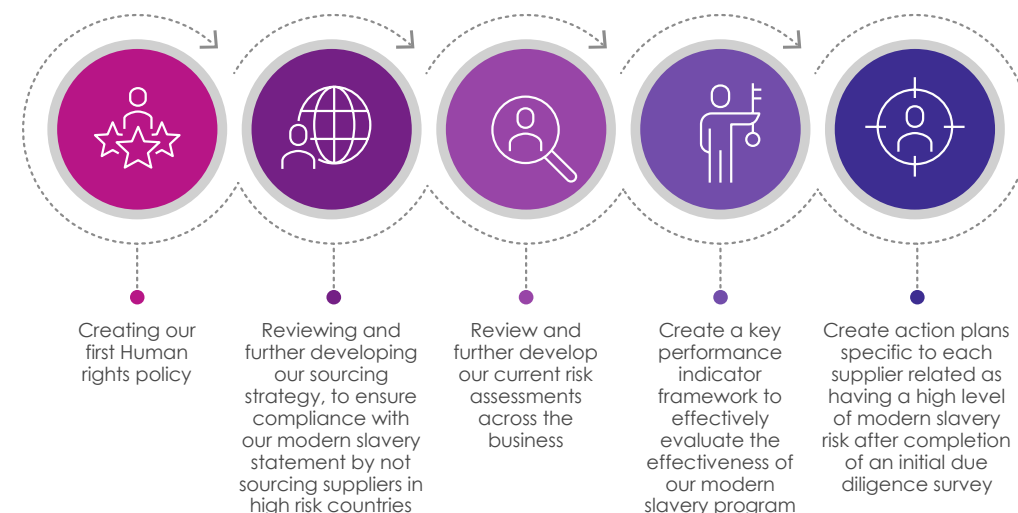 Creating our
first Human
rights policy
Reviewing and
further developing
our sourcing
strategy, to ensure
compliance with
our modern slavery
statement by not
sourcing suppliers in
high risk countries
Review and
further develop
our current risk
assessments
across the
business
Create a key
performance
indicator
framework to
effectively
evaluate the
effectiveness of
our modern
slavery program
Create action plans
specific to each
supplier related as
having a high level
of modern slavery
risk after completion
of an initial due
diligence survey